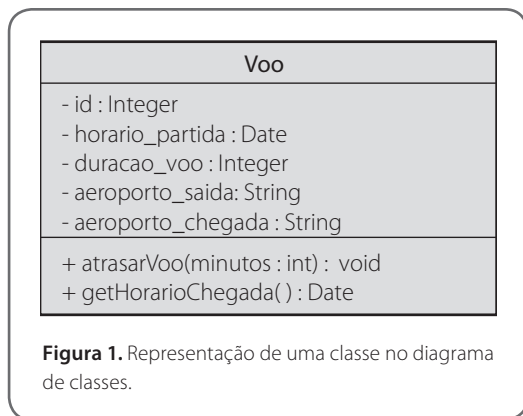 Voo
- id : Integer
- horario_partida : Date
- duracao_voo : Integer
- aeroporto_saida: String
- aeroporto_chegada : String
+ atrasarVoo(minutos : int) : void
+ getHorarioChegada( ) : Date
Figura 1. Representação de uma classe no diagrama
de classes.